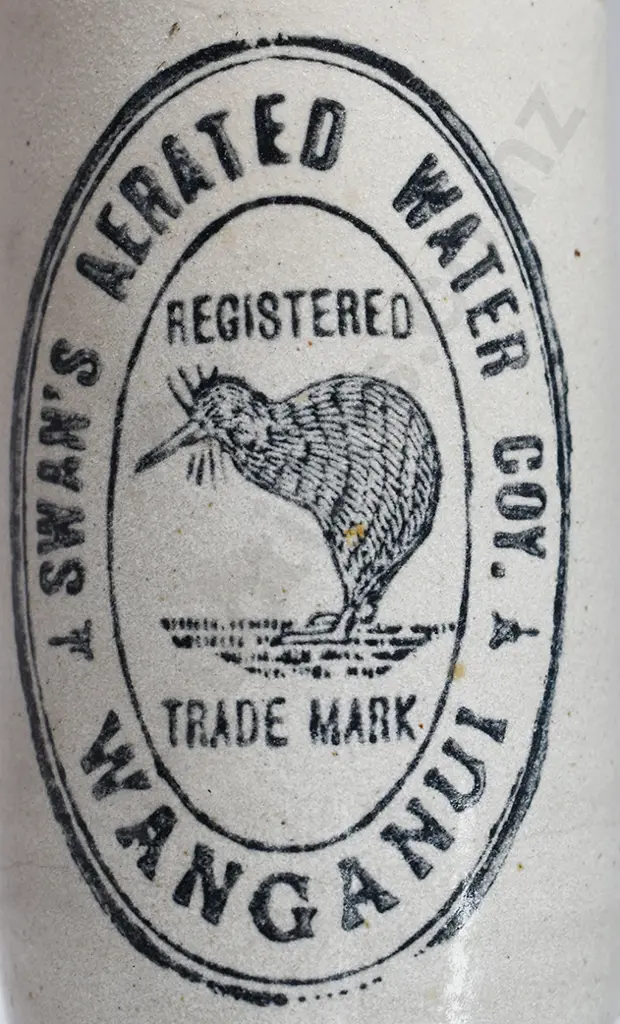 SWAN'S AERATED WATER COY.
REGISTERED
TRADE MARK
WANGANUI